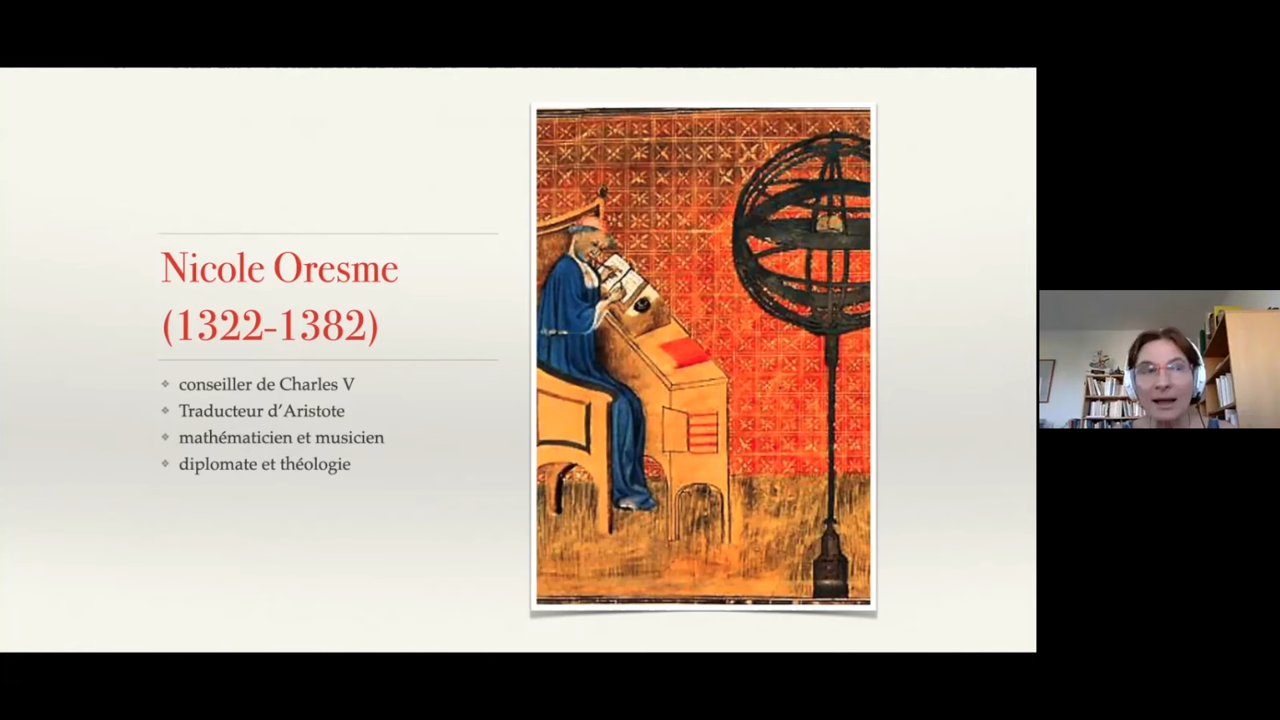 Nicole Oresme
(1322-1382)
conseiller de Charles V
Traducteur d'Aristote
mathématicien et musicien
diplomate et théologie